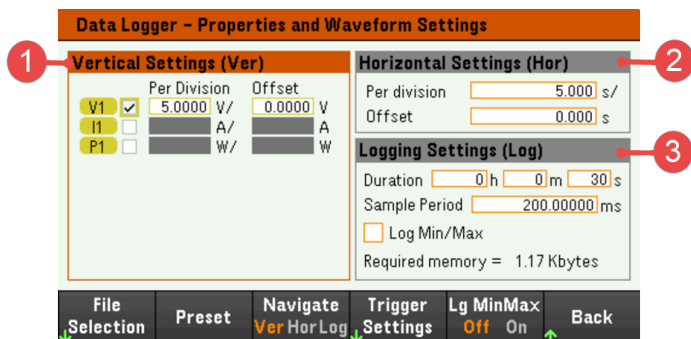 Data Logger - Properties and Waveform Settings
1
Vertical Settings (Ver)
Per Division Offset
V1 5.0000 V/ 0.0000 V
I1 A/ A
P1 W/ W
2
Horizontal Settings (Hor)
Per division 5.000 s/
Offset 0.000 s
3
Logging Settings (Log)
Duration 0 h 0 m 30 s
Sample Period 200.00000 ms
Log Min/Max
Required memory = 1.17 Kbytes
File Selection
Preset
Navigate
Ver Hor Log
Trigger Settings
Lg MinMax
Off On
Back